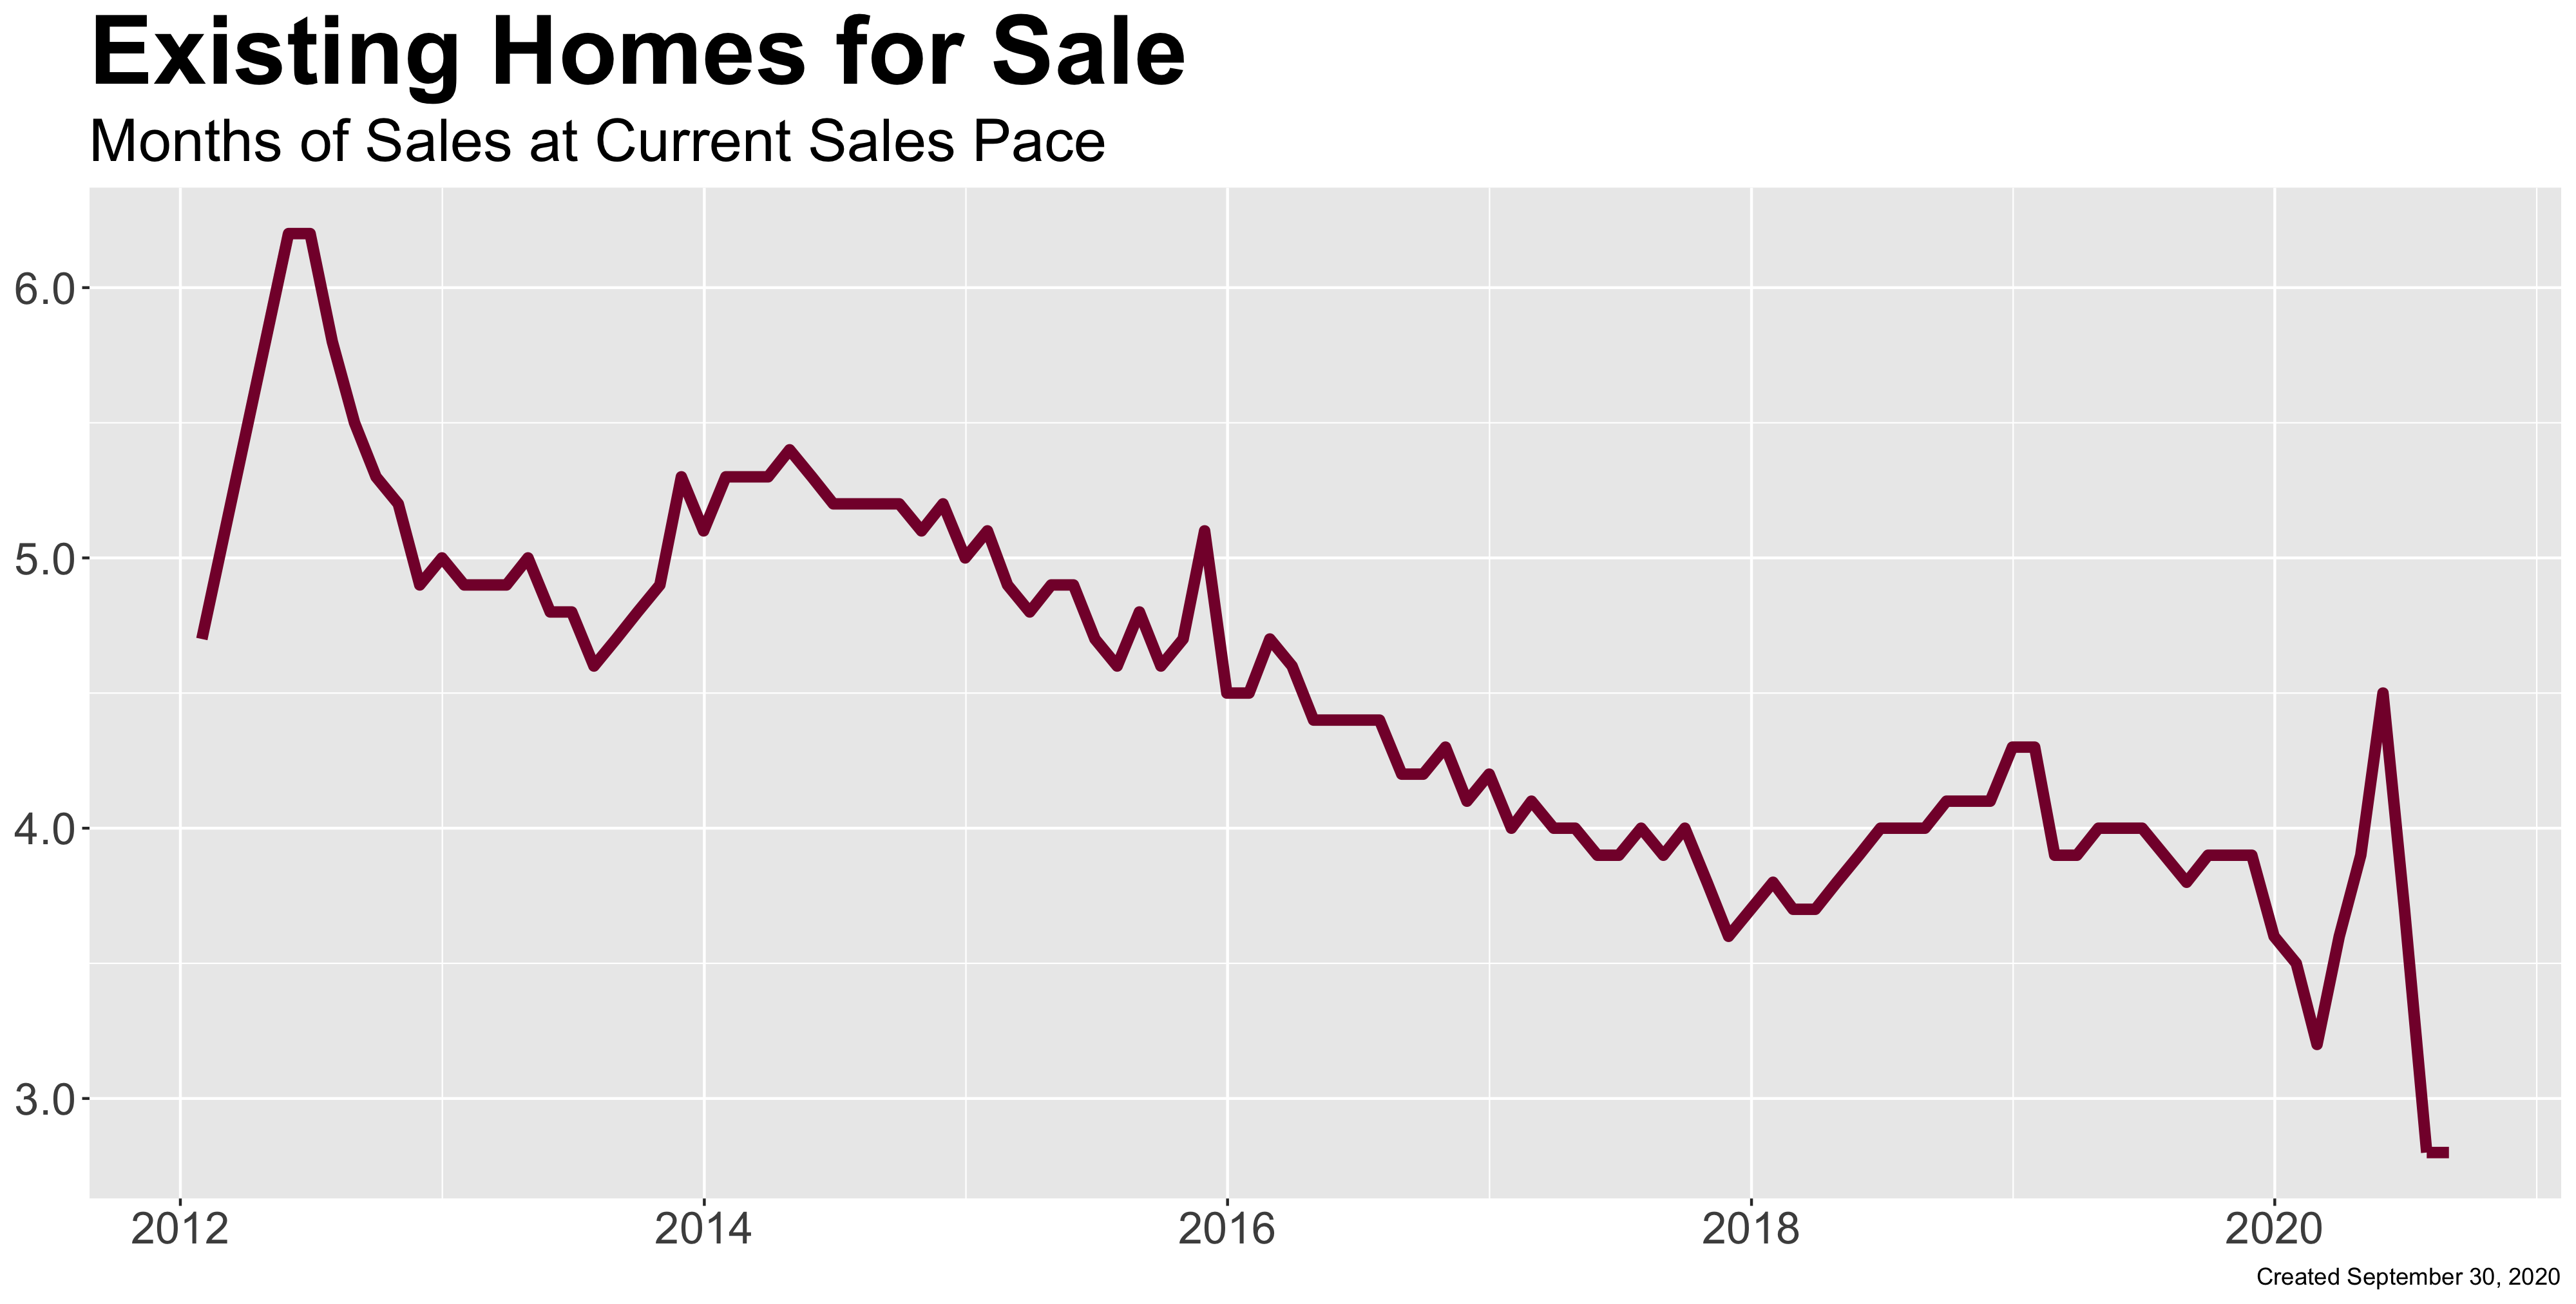 Existing Homes for Sale
Months of Sales at Current Sales Pace
6.0
5.0
4.0
3.0
2012 2014 2016 2018 2020
Created September 30, 2020